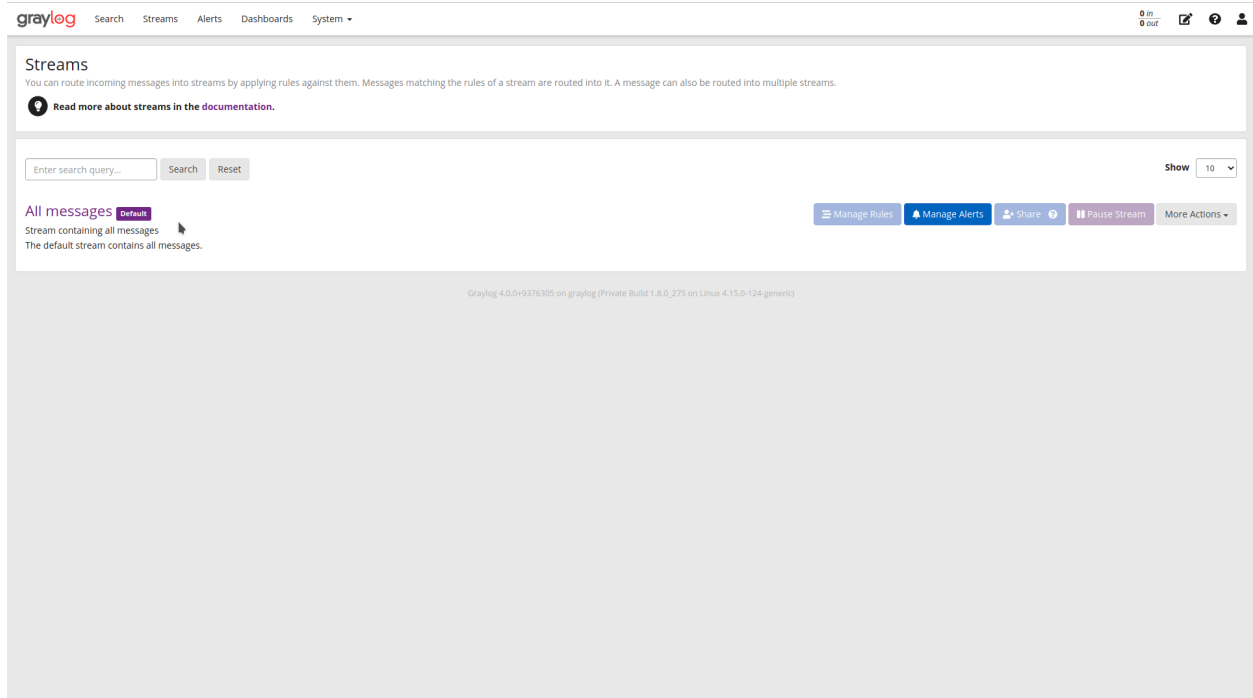 graylog Search Streams Alerts Dashboards System 0 in
0 out
Streams
You can route incoming messages into streams by applying rules against them. Messages matching the rules of a stream are routed into it. A message can also be routed into multiple streams.
Read more about streams in the documentation.
Enter search query... Search Reset Show 10
All messages Default Manage Rules Manage Alerts Share Pause Stream More Actions
Stream containing all messages
The default stream contains all messages.
Graylog 4.0.0+9376305 on graylog (Private Build 1.8.0_275 on Linux 4.15.0-124-generic)